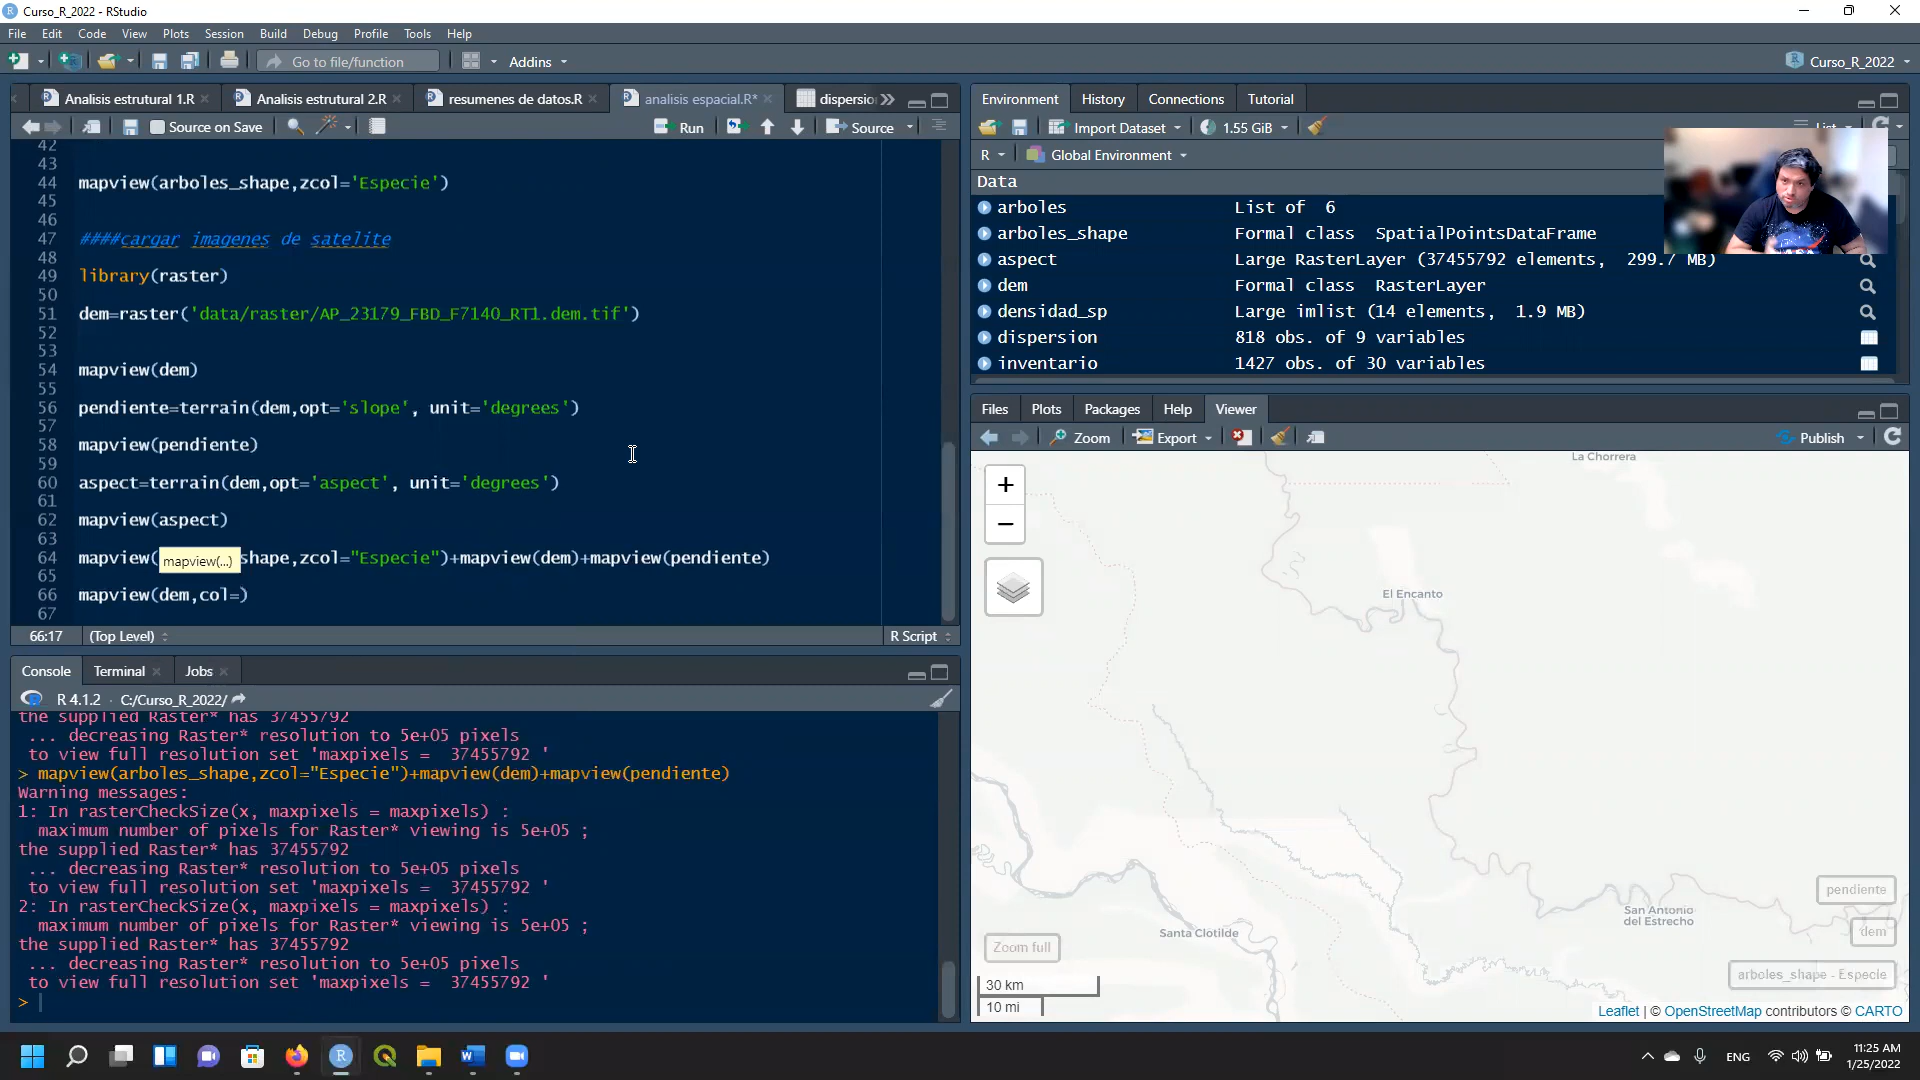 Curso_R_2022 - RStudio
File Edit Code View Plots Session Build Debug Profile Tools Help
Go to file/function Addins Curso_R_2022
Analisis estrutural 1.R Analisis estrutural 2.R resumenes de datos.R analisis espacial.R* dispersio
Source on Save Run Source
42
43
44 mapview(arboles_shape,zcol='Especie')
45
46
47 ####cargar imagenes de satelite
48
49 library(raster)
50
51 dem=raster('data/raster/AP_23179_FBD_F7140_RT1.dem.tif')
52
53
54 mapview(dem)
55
56 pendiente=terrain(dem,opt='slope', unit='degrees')
57
58 mapview(pendiente)
59
60 aspect=terrain(dem,opt='aspect', unit='degrees')
61
62 mapview(aspect)
63
64 mapview( shape,zcol="Especie")+mapview(dem)+mapview(pendiente)
mapview(...)
65
66 mapview(dem,col=)
67
66:17 (Top Level) R Script
Console Terminal Jobs
R 4.1.2 · C:/Curso_R_2022/
the supplied Raster* has 37455792
... decreasing Raster* resolution to 5e+05 pixels
to view full resolution set 'maxpixels = 37455792 '
> mapview(arboles_shape,zcol="Especie")+mapview(dem)+mapview(pendiente)
Warning messages:
1: In rasterCheckSize(x, maxpixels = maxpixels) :
maximum number of pixels for Raster* viewing is 5e+05 ;
the supplied Raster* has 37455792
... decreasing Raster* resolution to 5e+05 pixels
to view full resolution set 'maxpixels = 37455792 '
2: In rasterCheckSize(x, maxpixels = maxpixels) :
maximum number of pixels for Raster* viewing is 5e+05 ;
the supplied Raster* has 37455792
... decreasing Raster* resolution to 5e+05 pixels
to view full resolution set 'maxpixels = 37455792 '
>
Environment History Connections Tutorial
Import Dataset 1.55 GiB List
R Global Environment
Data
arboles List of 6
arboles_shape Formal class SpatialPointsDataFrame
aspect Large RasterLayer (37455792 elements, 299.7 MB)
dem Formal class RasterLayer
densidad_sp Large imlist (14 elements, 1.9 MB)
dispersion 818 obs. of 9 variables
inventario 1427 obs. of 30 variables
Files Plots Packages Help Viewer
Zoom Export Publish
La Chorrera
+
−
El Encanto
pendiente
San Antonio
del Estrecho
Santa Clotilde
dem
Zoom full
arboles_shape - Especie
30 km
10 mi
Leaflet | © OpenStreetMap contributors © CARTO
ENG
11:25 AM
1/25/2022